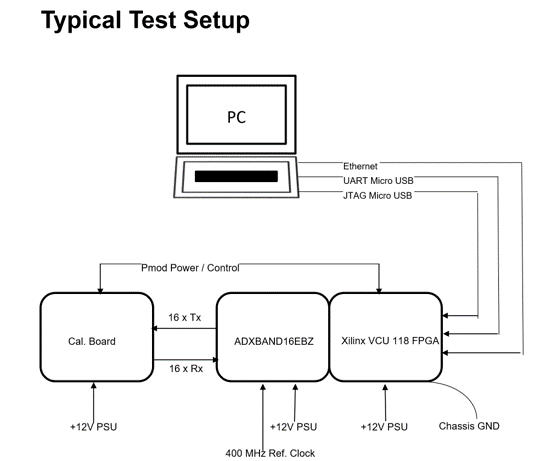 Typical Test Setup
PC
Ethernet
UART Micro USB
JTAG Micro USB
Pmod Power / Control
16 x Tx
Cal. Board
ADXBAND16EBZ
Xilinx VCU 118 FPGA
16 x Rx
+12V PSU
+12V PSU
+12V PSU
Chassis GND
400 MHz Ref. Clock